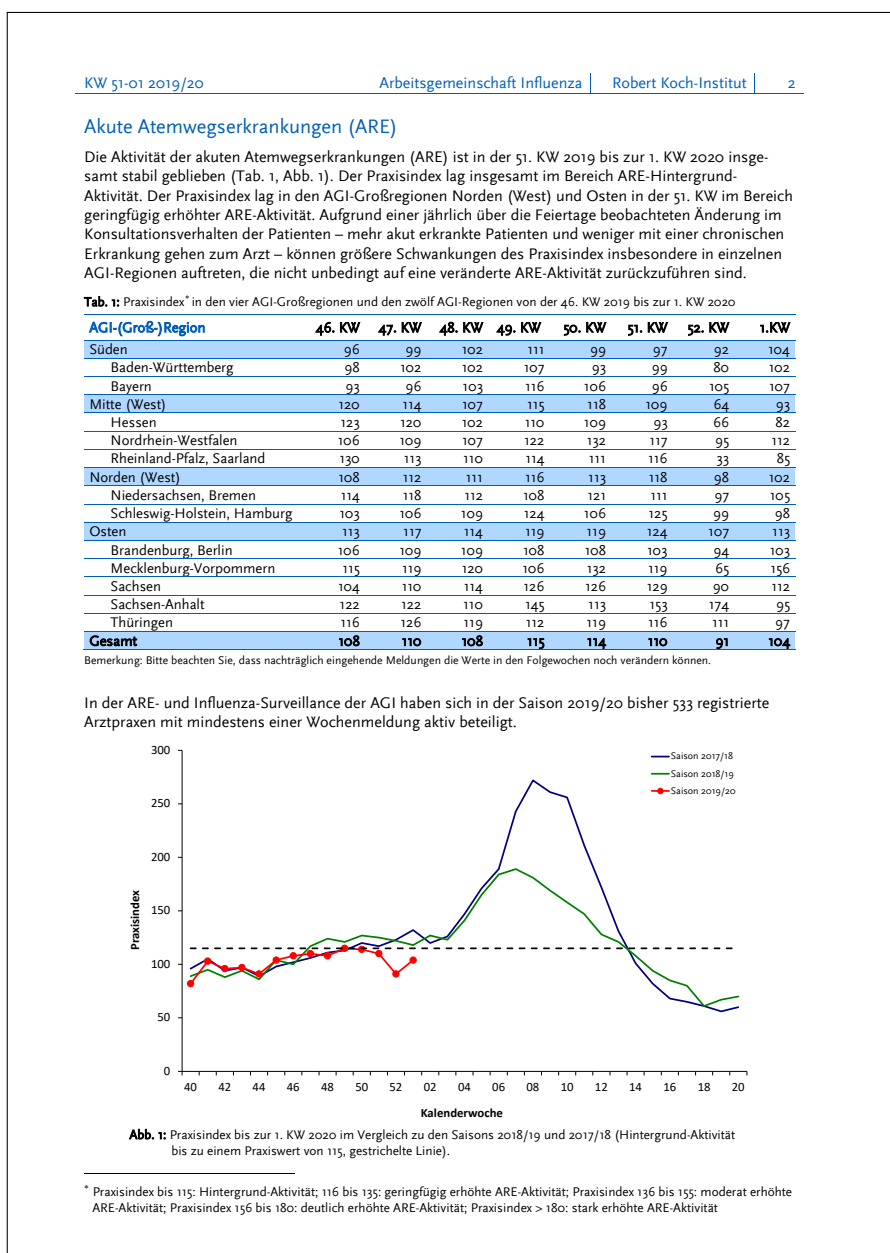 KW 51-01 2019/20 Arbeitsgemeinschaft Influenza | Robert Koch-Institut | 2
Akute Atemwegserkrankungen (ARE)
Die Aktivität der akuten Atemwegserkrankungen (ARE) ist in der 51. KW 2019 bis zur 1. KW 2020 insge-
samt stabil geblieben (Tab. 1, Abb. 1). Der Praxisindex lag insgesamt im Bereich ARE-Hintergrund-
Aktivität. Der Praxisindex lag in den AGI-Großregionen Norden (West) und Osten in der 51. KW im Bereich
geringfügig erhöhter ARE-Aktivität. Aufgrund einer jährlich über die Feiertage beobachteten Änderung im
Konsultationsverhalten der Patienten – mehr akut erkrankte Patienten und weniger mit einer chronischen
Erkrankung gehen zum Arzt – können größere Schwankungen des Praxisindex insbesondere in einzelnen
AGI-Regionen auftreten, die nicht unbedingt auf eine veränderte ARE-Aktivität zurückzuführen sind.
Tab. 1: Praxisindex* in den vier AGI-Großregionen und den zwölf AGI-Regionen von der 46. KW 2019 bis zur 1. KW 2020
AGI-(Groß-)Region 46. KW 47. KW 48. KW 49. KW 50. KW 51. KW 52. KW 1.KW
Süden 96 99 102 111 99 97 92 104
Baden-Württemberg 98 102 102 107 93 99 80 102
Bayern 93 96 103 116 106 96 105 107
Mitte (West) 120 114 107 115 118 109 64 93
Hessen 123 120 102 110 109 93 66 82
Nordrhein-Westfalen 106 109 107 122 132 117 95 112
Rheinland-Pfalz, Saarland 130 113 110 114 111 116 33 85
Norden (West) 108 112 111 116 113 118 98 102
Niedersachsen, Bremen 114 118 112 108 121 111 97 105
Schleswig-Holstein, Hamburg 103 106 109 124 106 125 99 98
Osten 113 117 114 119 119 124 107 113
Brandenburg, Berlin 106 109 109 108 108 103 94 103
Mecklenburg-Vorpommern 115 119 120 106 132 119 65 156
Sachsen 104 110 114 126 126 129 90 112
Sachsen-Anhalt 122 122 110 145 113 153 174 95
Thüringen 116 126 119 112 119 116 111 97
Gesamt 108 110 108 115 114 110 91 104
Bemerkung: Bitte beachten Sie, dass nachträglich eingehende Meldungen die Werte in den Folgewochen noch verändern können.
In der ARE- und Influenza-Surveillance der AGI haben sich in der Saison 2019/20 bisher 533 registrierte
Arztpraxen mit mindestens einer Wochenmeldung aktiv beteiligt.
Saison 2017/18
Saison 2018/19
Saison 2019/20
300
250
200
150
100
50
0
Praxisindex
40 42 44 46 48 50 52 02 04 06 08 10 12 14 16 18 20
Kalenderwoche
Abb. 1: Praxisindex bis zur 1. KW 2020 im Vergleich zu den Saisons 2018/19 und 2017/18 (Hintergrund-Aktivität
bis zu einem Praxiswert von 115, gestrichelte Linie).
* Praxisindex bis 115: Hintergrund-Aktivität; 116 bis 135: geringfügig erhöhte ARE-Aktivität; Praxisindex 136 bis 155: moderat erhöhte
ARE-Aktivität; Praxisindex 156 bis 180: deutlich erhöhte ARE-Aktivität; Praxisindex > 180: stark erhöhte ARE-Aktivität